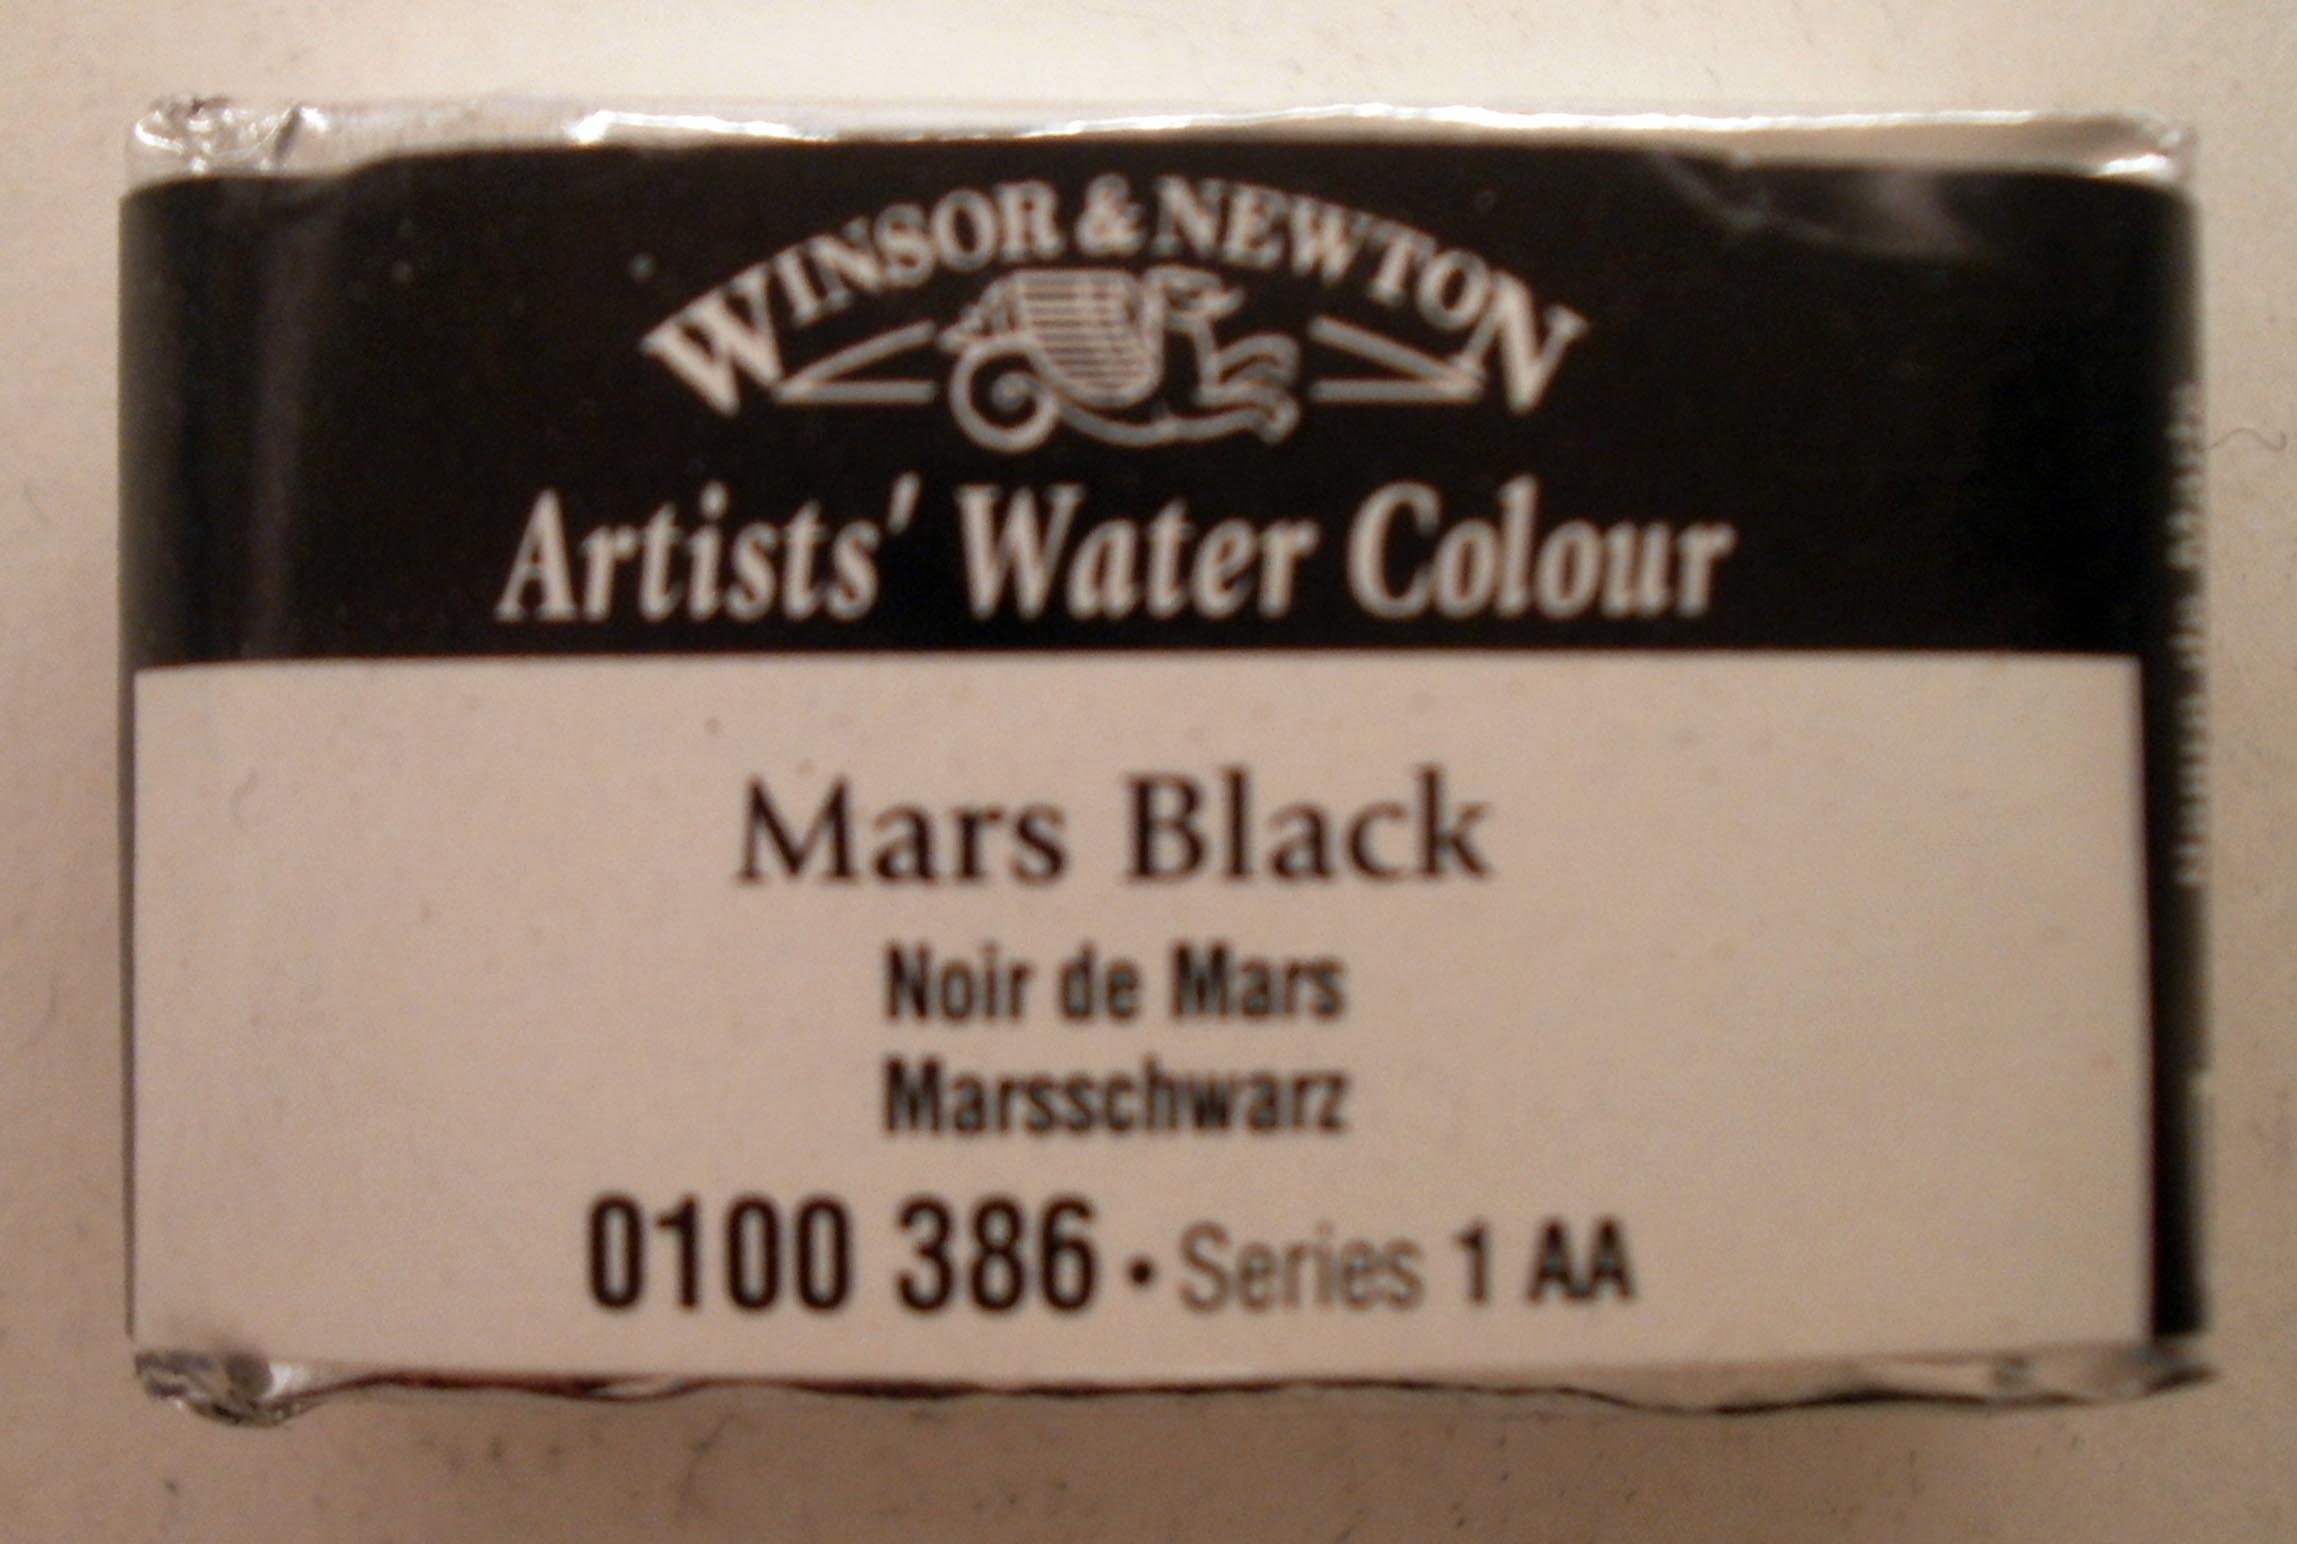 WINSOR & NEWTON
Artists' Water Colour
Mars Black
Noir de Mars
Marsschwarz
0100 386 • Series 1 AA